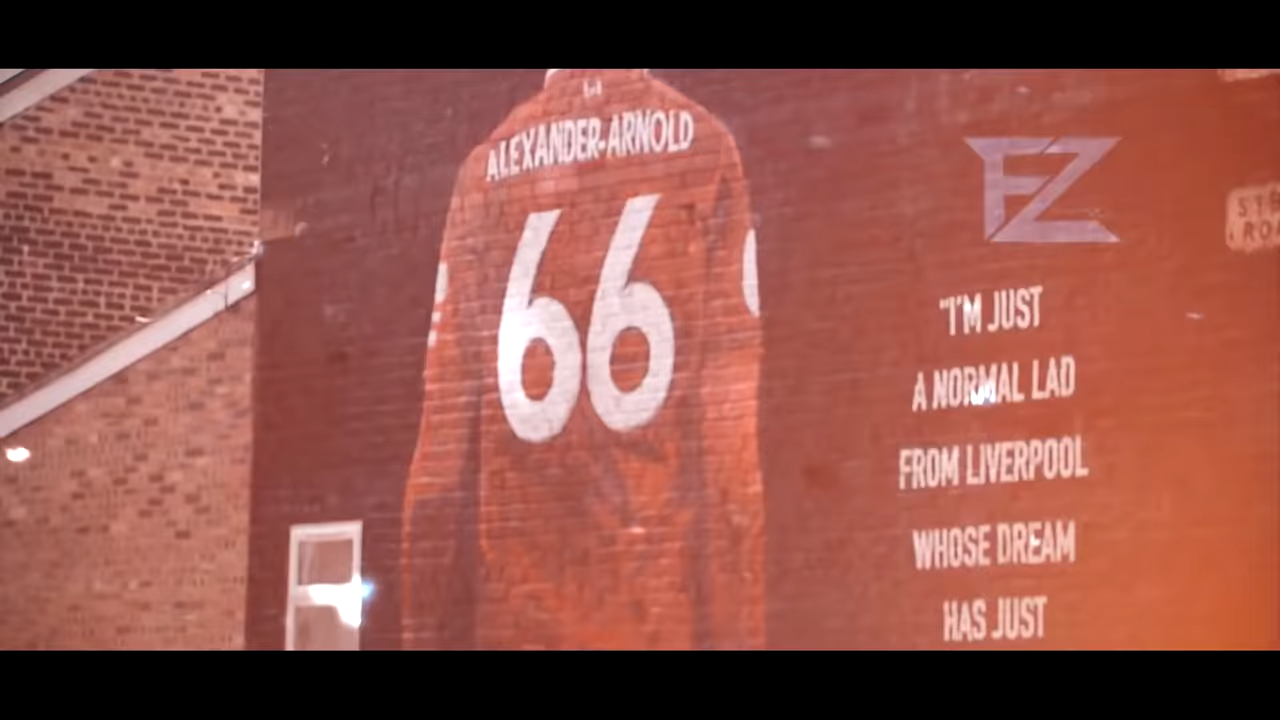 ALEXANDER-ARNOLD
66
FZ
"I'M JUST
A NORMAL LAD
FROM LIVERPOOL
WHOSE DREAM
HAS JUST